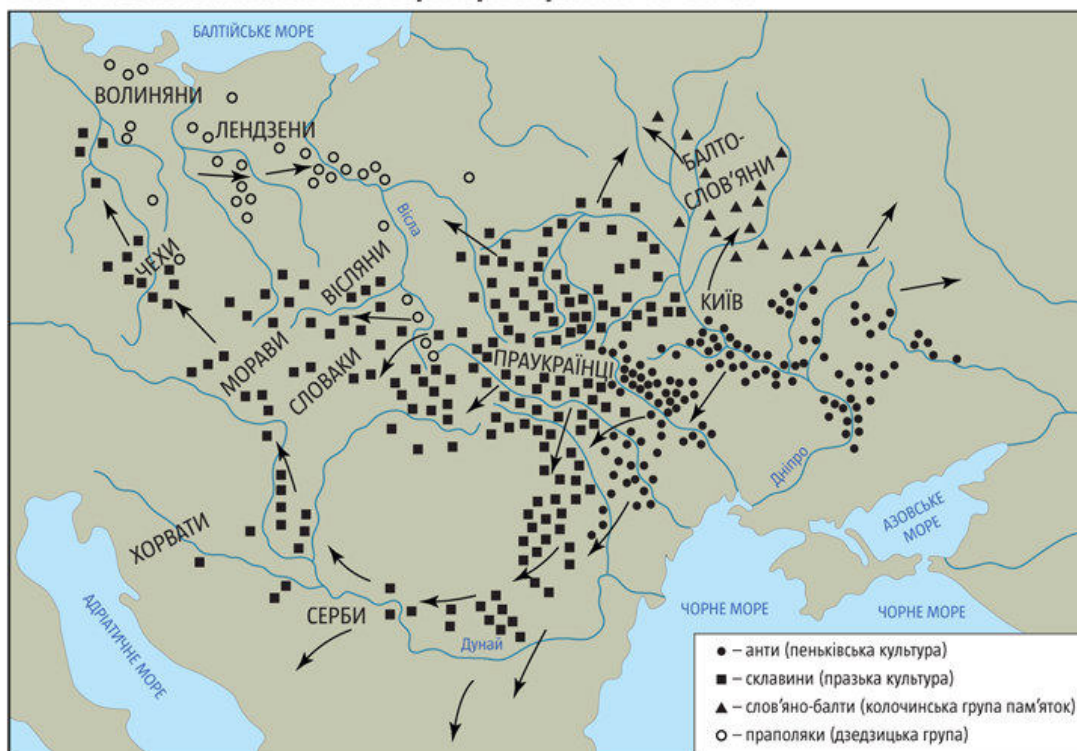 БАЛТІЙСЬКЕ МОРЕ
ВОЛИНЯНИ
ЛЕНДЗЕНИ
БАЛТО-
СЛОВ’ЯНИ
Вісла
ЧЕХИ
ВІСЛЯНИ
КИЇВ
МОРАВИ
СЛОВАКИ
ПРАУКРАЇНЦІ
Дніпро
АЗОВСЬКЕ
МОРЕ
ХОРВАТИ
СЕРБИ
Дунай
АДРІАТИЧНЕ МОРЕ
ЧОРНЕ МОРЕ
ЧОРНЕ МОРЕ
● – анти (пеньківська культура)
■ – склавини (празька культура)
▲ – слов’яно-балти (колочинська група пам’яток)
○ – праполяки (дзедзицька група)